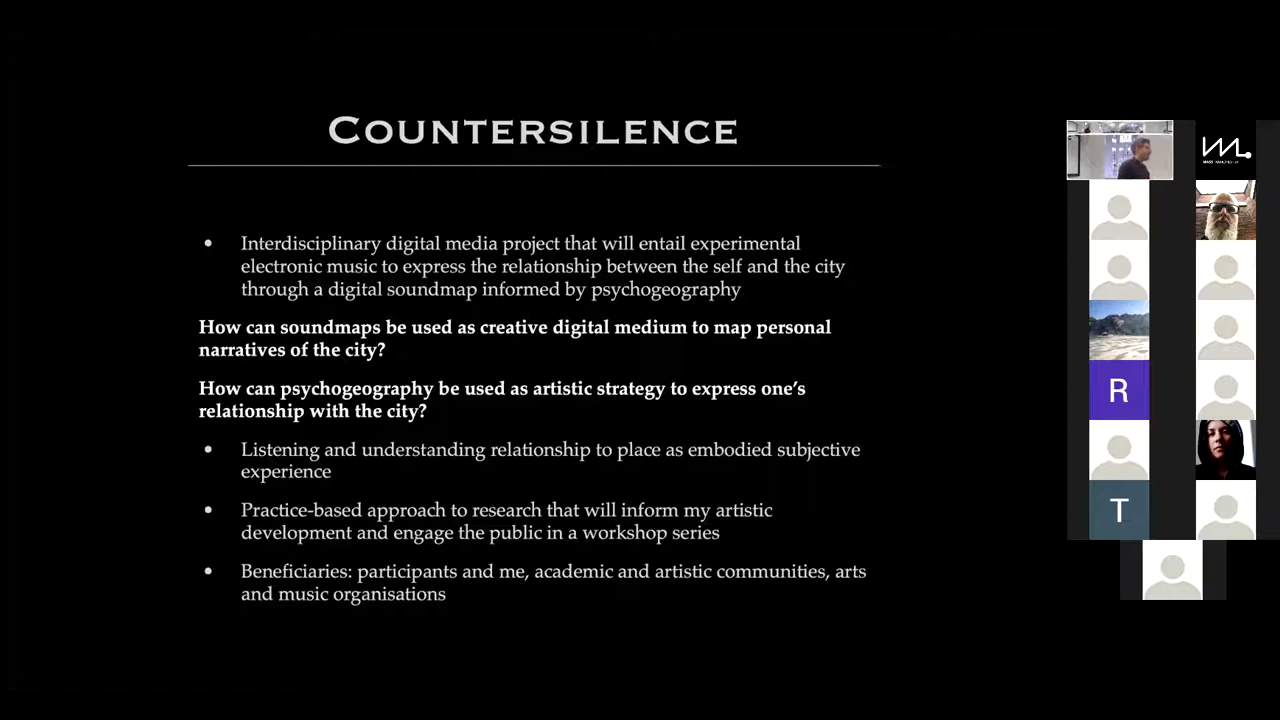 COUNTERSILENCE
• Interdisciplinary digital media project that will entail experimental
electronic music to express the relationship between the self and the city
through a digital soundmap informed by psychogeography
How can soundmaps be used as creative digital medium to map personal
narratives of the city?
How can psychogeography be used as artistic strategy to express one's
relationship with the city?
• Listening and understanding relationship to place as embodied subjective
experience
• Practice-based approach to research that will inform my artistic
development and engage the public in a workshop series
• Beneficiaries: participants and me, academic and artistic communities, arts
and music organisations
R
T